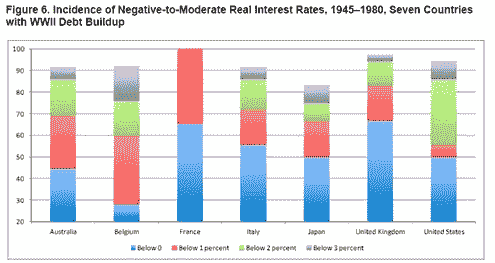 Figure 6. Incidence of Negative-to-Moderate Real Interest Rates, 1945–1980, Seven Countries
with WWII Debt Buildup
100
90
80
70
60
50
40
30
20
Australia Belgium France Italy Japan United Kingdom United States
Below 0 Below 1 percent Below 2 percent Below 3 percent